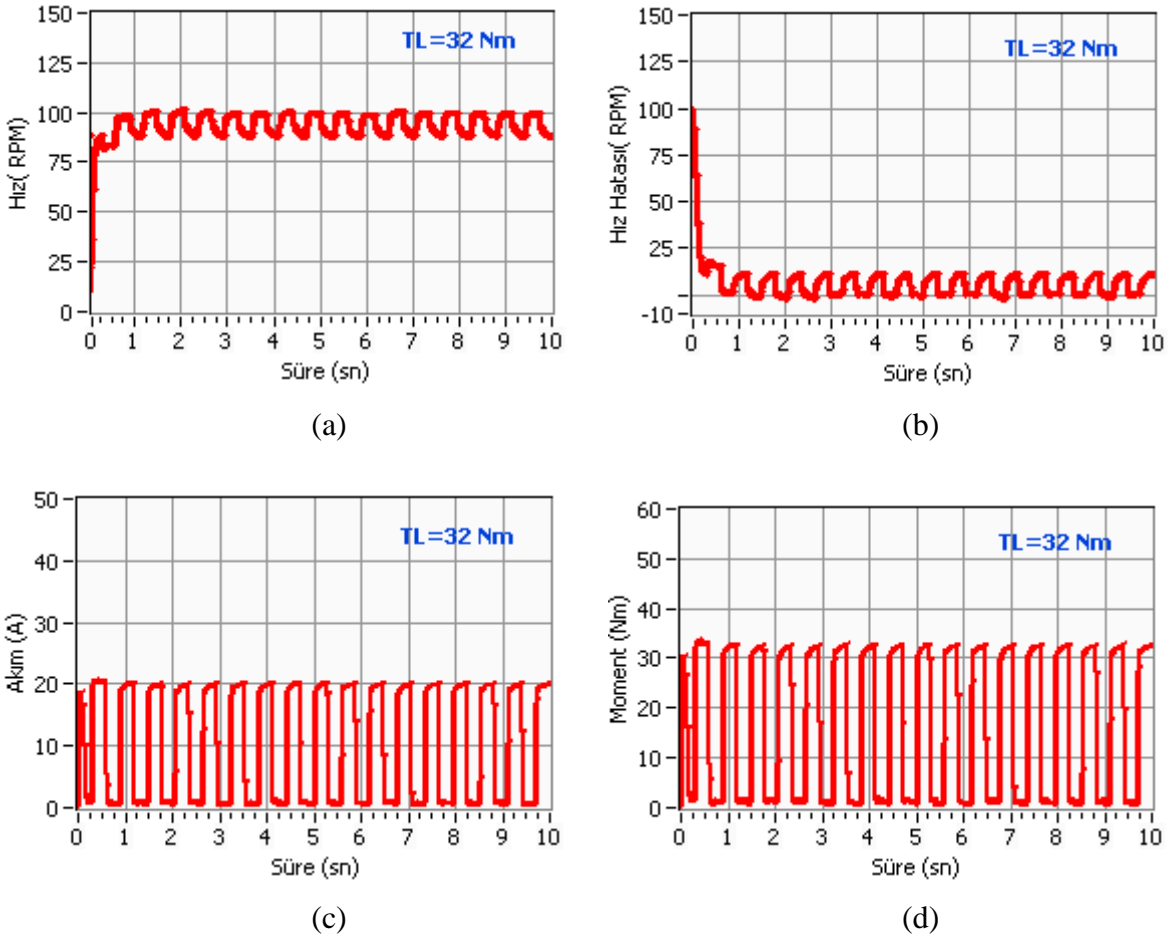 150
125
100
75
50
25
0
Hız( RPM)
TL=32 Nm
0 1 2 3 4 5 6 7 8 9 10
Süre (sn)
(a)
150
125
100
75
50
25
-10
Hız Hatası( RPM)
TL=32 Nm
0 1 2 3 4 5 6 7 8 9 10
Süre (sn)
(b)
50
40
30
20
10
0
Akım (A)
TL=32 Nm
0 1 2 3 4 5 6 7 8 9 10
Süre (sn)
(c)
60
50
40
30
20
10
0
Moment (Nm)
TL=32 Nm
0 1 2 3 4 5 6 7 8 9 10
Süre (sn)
(d)